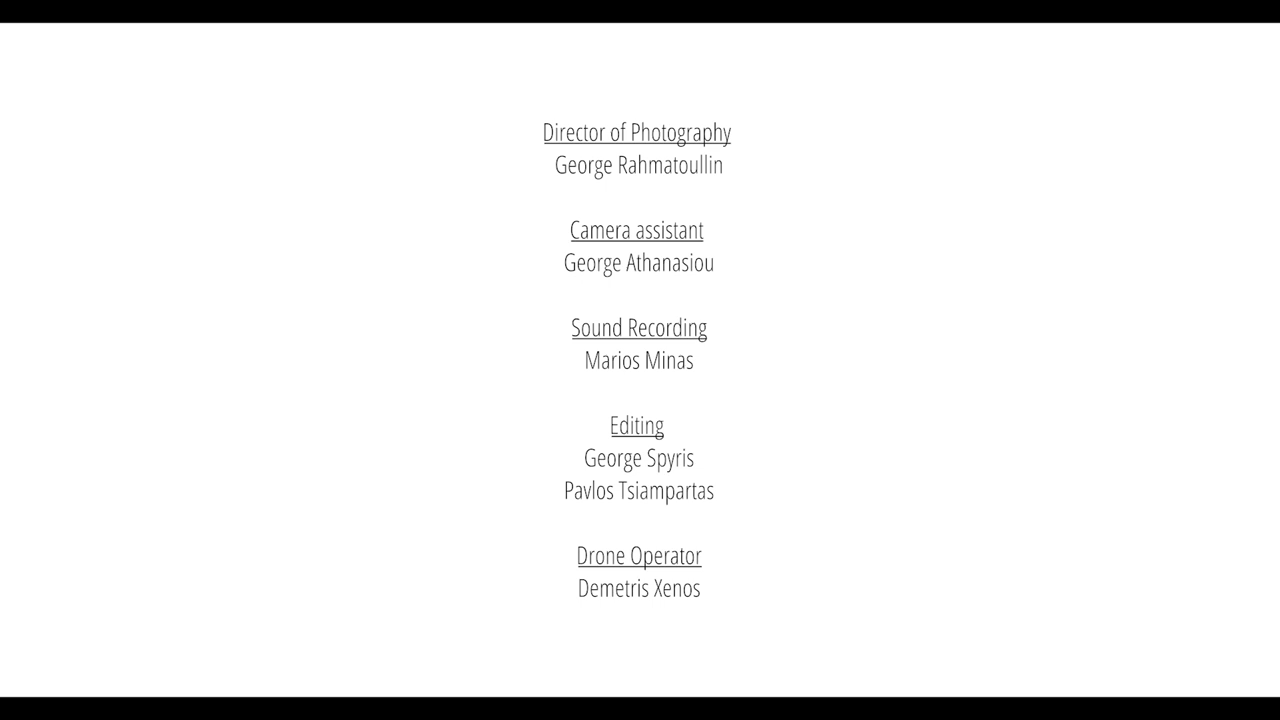 Director of Photography
George Rahmatoullin
Camera assistant
George Athanasiou
Sound Recording
Marios Minas
Editing
George Spyris
Pavlos Tsiampartas
Drone Operator
Demetris Xenos